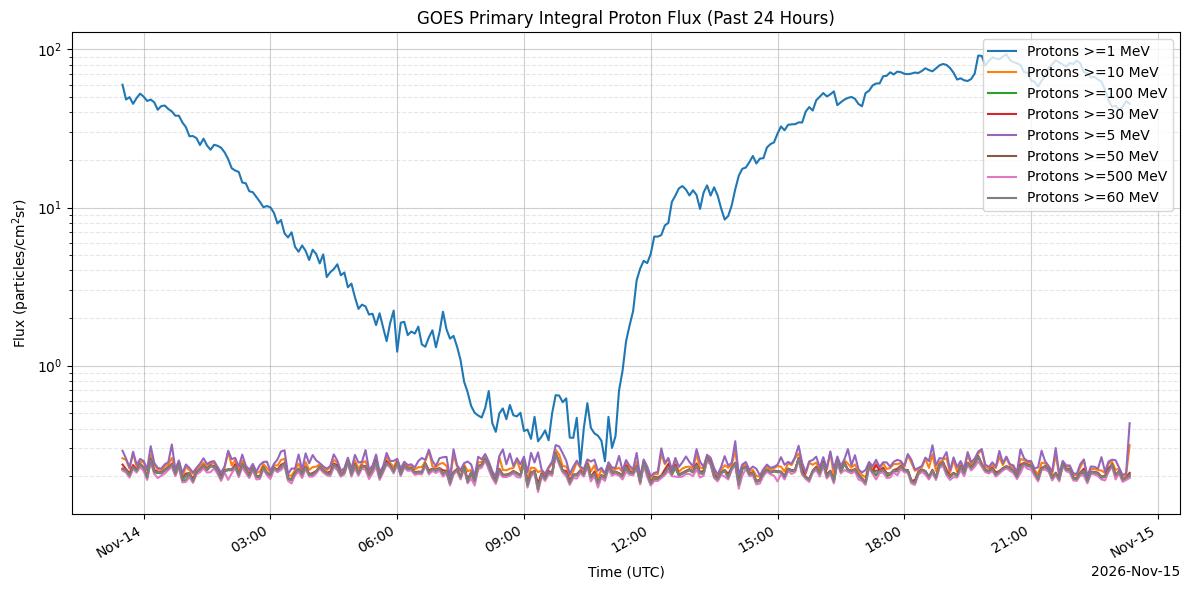 GOES Primary Integral Proton Flux (Past 24 Hours)
Flux (particles/cm²sr)
10²
10¹
10⁰
Protons >=1 MeV
Protons >=10 MeV
Protons >=100 MeV
Protons >=30 MeV
Protons >=5 MeV
Protons >=50 MeV
Protons >=500 MeV
Protons >=60 MeV
Nov-14
03:00
06:00
09:00
12:00
15:00
18:00
21:00
Nov-15
Time (UTC)
2026-Nov-15